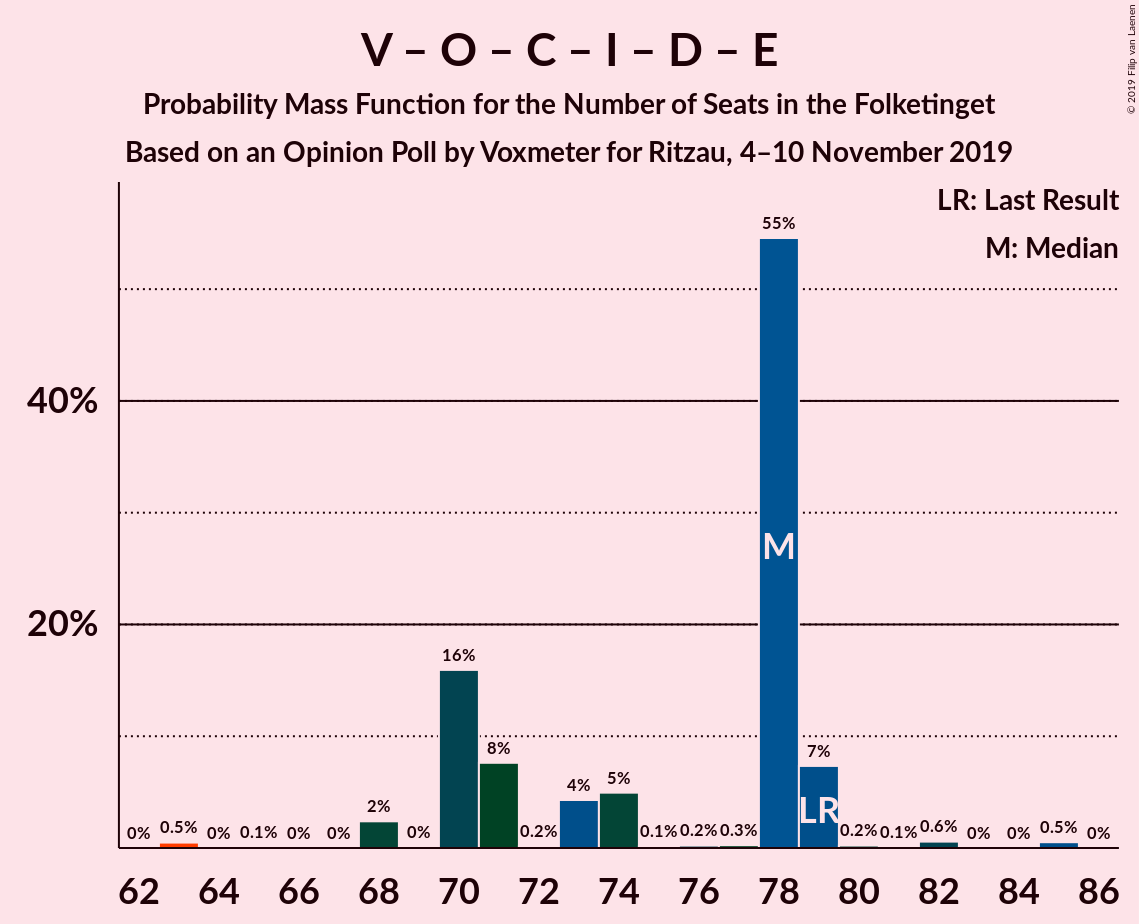 V – O – C – I – D – E
Probability Mass Function for the Number of Seats in the Folketinget
Based on an Opinion Poll by Voxmeter for Ritzau, 4–10 November 2019
© 2019 Filip van Laenen
LR: Last Result
M: Median
40%
20%
0% 0.5% 0% 0.1% 0% 0% 2% 0% 16% 8% 0.2% 4% 5% 0.1% 0.2% 0.3% 55% 7% 0.2% 0.1% 0.6% 0% 0% 0.5% 0%
M
LR
62 64 66 68 70 72 74 76 78 80 82 84 86